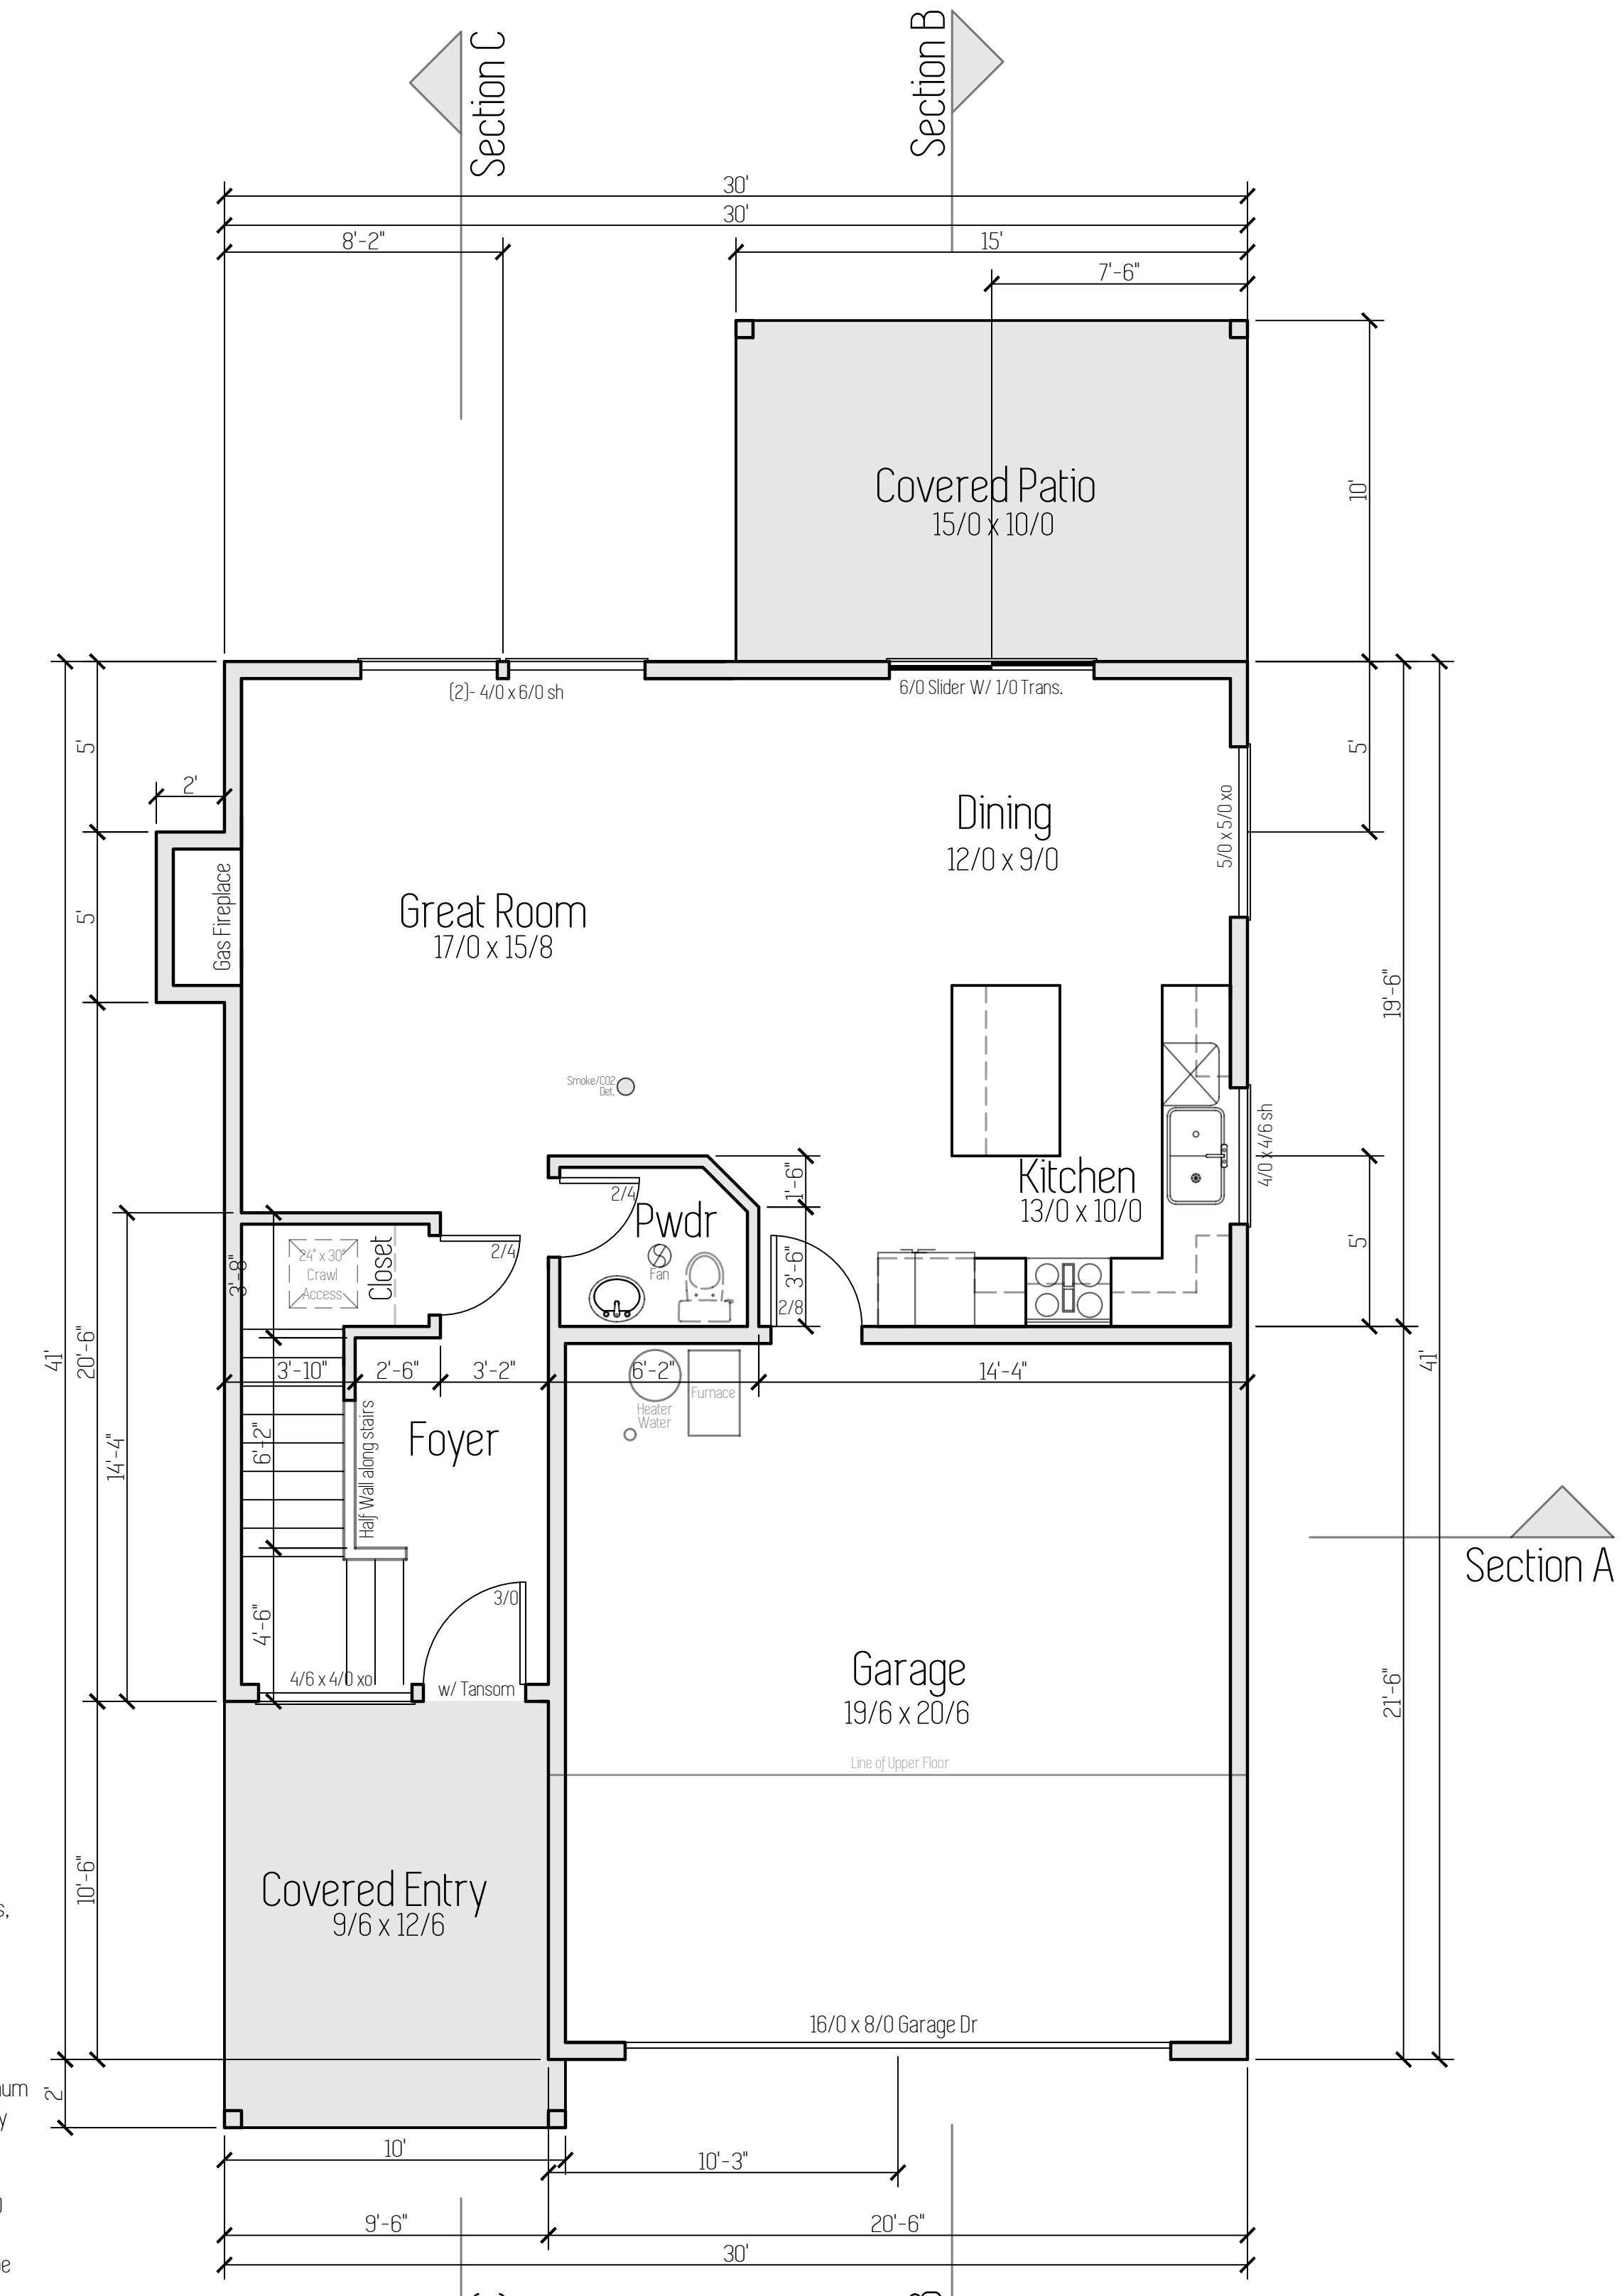 Section C
Section B
30'
30'
8'-2"
15'
7'-6"
Covered Patio
15/0 x 10/0
10'
(2)- 4/0 x 6/0 sh
6/0 Slider W/ 1/0 Trans.
5'
5'
2'
Dining
12/0 x 9/0
5/0 x 5/0 xo
Great Room
17/0 x 15/8
Gas Fireplace
5'
19'-6"
Smoke/CO2
Det.
4/0 x 4/6 sh
Kitchen
13/0 x 10/0
1'-6"
2/4
Pwdr
Fan
3'-6"
2/8
5'
24" x 30"
Crawl
Access
Closet
2/4
3'-8"
41'
20'-6"
41'
3'-10"
2'-6"
3'-2"
6'-2"
14'-4"
Furnace
Heater
Water
Foyer
Half Wall along stairs
6'-2"
14'-4"
Section A
3/0
4'-6"
4/6 x 4/0 xo
w/ Tansom
Garage
19/6 x 20/6
21'-6"
Line of Upper Floor
Covered Entry
9/6 x 12/6
10'-6"
s,
16/0 x 8/0 Garage Dr
um
2'
y
10'
10'-3"
9'-6"
20'-6"
30'
e